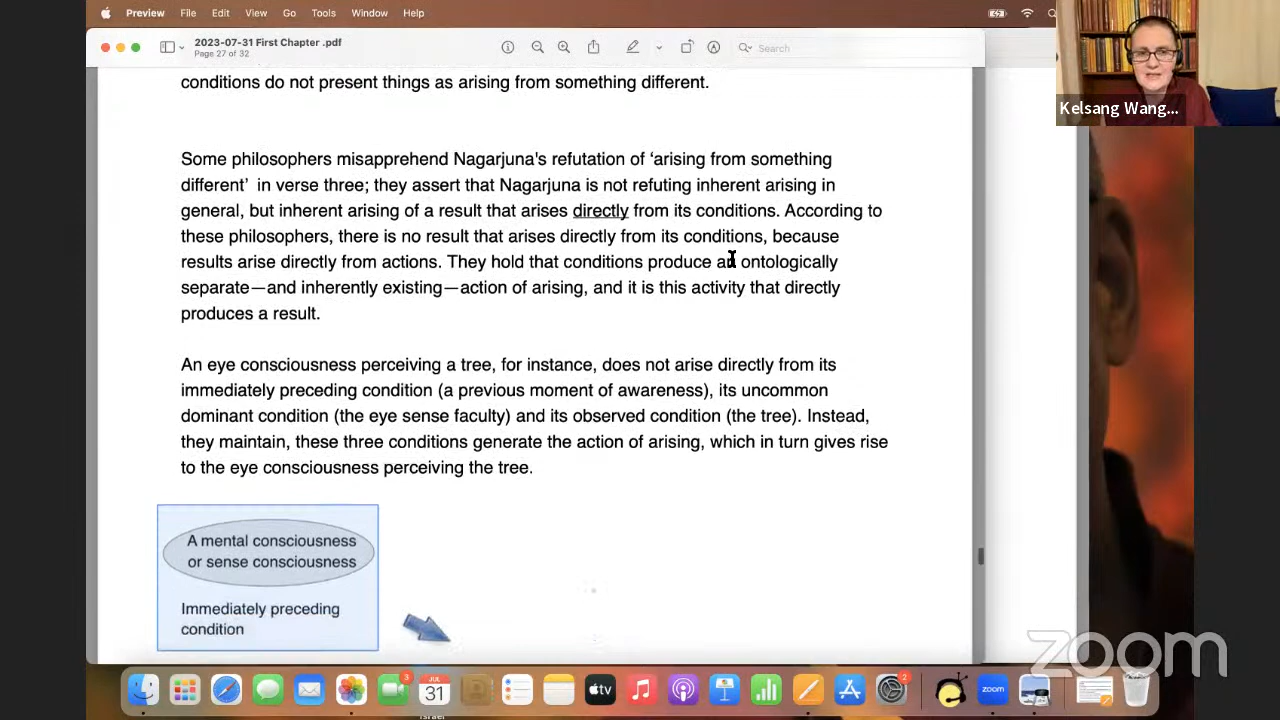 Preview File Edit View Go Tools Window Help
2023-07-31 First Chapter .pdf
Page 27 of 32
Search
Kelsang Wang...
conditions do not present things as arising from something different.
Some philosophers misapprehend Nagarjuna's refutation of ‘arising from something
different’ in verse three; they assert that Nagarjuna is not refuting inherent arising in
general, but inherent arising of a result that arises directly from its conditions. According to
these philosophers, there is no result that arises directly from its conditions, because
results arise directly from actions. They hold that conditions produce an ontologically
separate—and inherently existing—action of arising, and it is this activity that directly
produces a result.
An eye consciousness perceiving a tree, for instance, does not arise directly from its
immediately preceding condition (a previous moment of awareness), its uncommon
dominant condition (the eye sense faculty) and its observed condition (the tree). Instead,
they maintain, these three conditions generate the action of arising, which in turn gives rise
to the eye consciousness perceiving the tree.
A mental consciousness
or sense consciousness
Immediately preceding
condition
zoom
3
JUL
31
tv
2
zoom